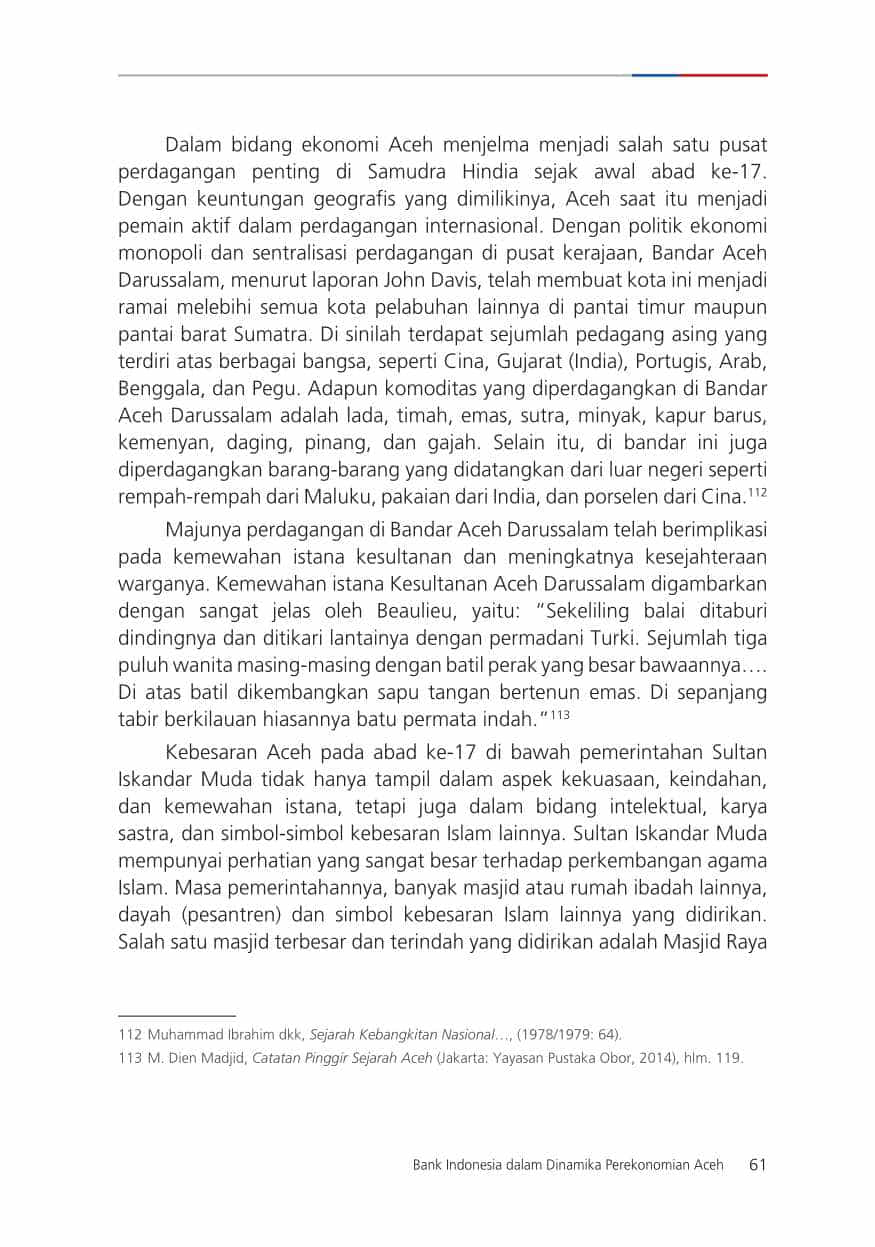 Dalam bidang ekonomi Aceh menjelma menjadi salah satu pusat
perdagangan penting di Samudra Hindia sejak awal abad ke-17.
Dengan keuntungan geografis yang dimilikinya, Aceh saat itu menjadi
pemain aktif dalam perdagangan internasional. Dengan politik ekonomi
monopoli dan sentralisasi perdagangan di pusat kerajaan, Bandar Aceh
Darussalam, menurut laporan John Davis, telah membuat kota ini menjadi
ramai melebihi semua kota pelabuhan lainnya di pantai timur maupun
pantai barat Sumatra. Di sinilah terdapat sejumlah pedagang asing yang
terdiri atas berbagai bangsa, seperti Cina, Gujarat (India), Portugis, Arab,
Benggala, dan Pegu. Adapun komoditas yang diperdagangkan di Bandar
Aceh Darussalam adalah lada, timah, emas, sutra, minyak, kapur barus,
kemenyan, daging, pinang, dan gajah. Selain itu, di bandar ini juga
diperdagangkan barang-barang yang didatangkan dari luar negeri seperti
rempah-rempah dari Maluku, pakaian dari India, dan porselen dari Cina.112
Majunya perdagangan di Bandar Aceh Darussalam telah berimplikasi
pada kemewahan istana kesultanan dan meningkatnya kesejahteraan
warganya. Kemewahan istana Kesultanan Aceh Darussalam digambarkan
dengan sangat jelas oleh Beaulieu, yaitu: “Sekeliling balai ditaburi
dindingnya dan ditikari lantainya dengan permadani Turki. Sejumlah tiga
puluh wanita masing-masing dengan batil perak yang besar bawaannya….
Di atas batil dikembangkan sapu tangan bertenun emas. Di sepanjang
tabir berkilauan hiasannya batu permata indah.”113
Kebesaran Aceh pada abad ke-17 di bawah pemerintahan Sultan
Iskandar Muda tidak hanya tampil dalam aspek kekuasaan, keindahan,
dan kemewahan istana, tetapi juga dalam bidang intelektual, karya
sastra, dan simbol-simbol kebesaran Islam lainnya. Sultan Iskandar Muda
mempunyai perhatian yang sangat besar terhadap perkembangan agama
Islam. Masa pemerintahannya, banyak masjid atau rumah ibadah lainnya,
dayah (pesantren) dan simbol kebesaran Islam lainnya yang didirikan.
Salah satu masjid terbesar dan terindah yang didirikan adalah Masjid Raya
112 Muhammad Ibrahim dkk, Sejarah Kebangkitan Nasional…, (1978/1979: 64).
113 M. Dien Madjid, Catatan Pinggir Sejarah Aceh (Jakarta: Yayasan Pustaka Obor, 2014), hlm. 119.
Bank Indonesia dalam Dinamika Perekonomian Aceh 61